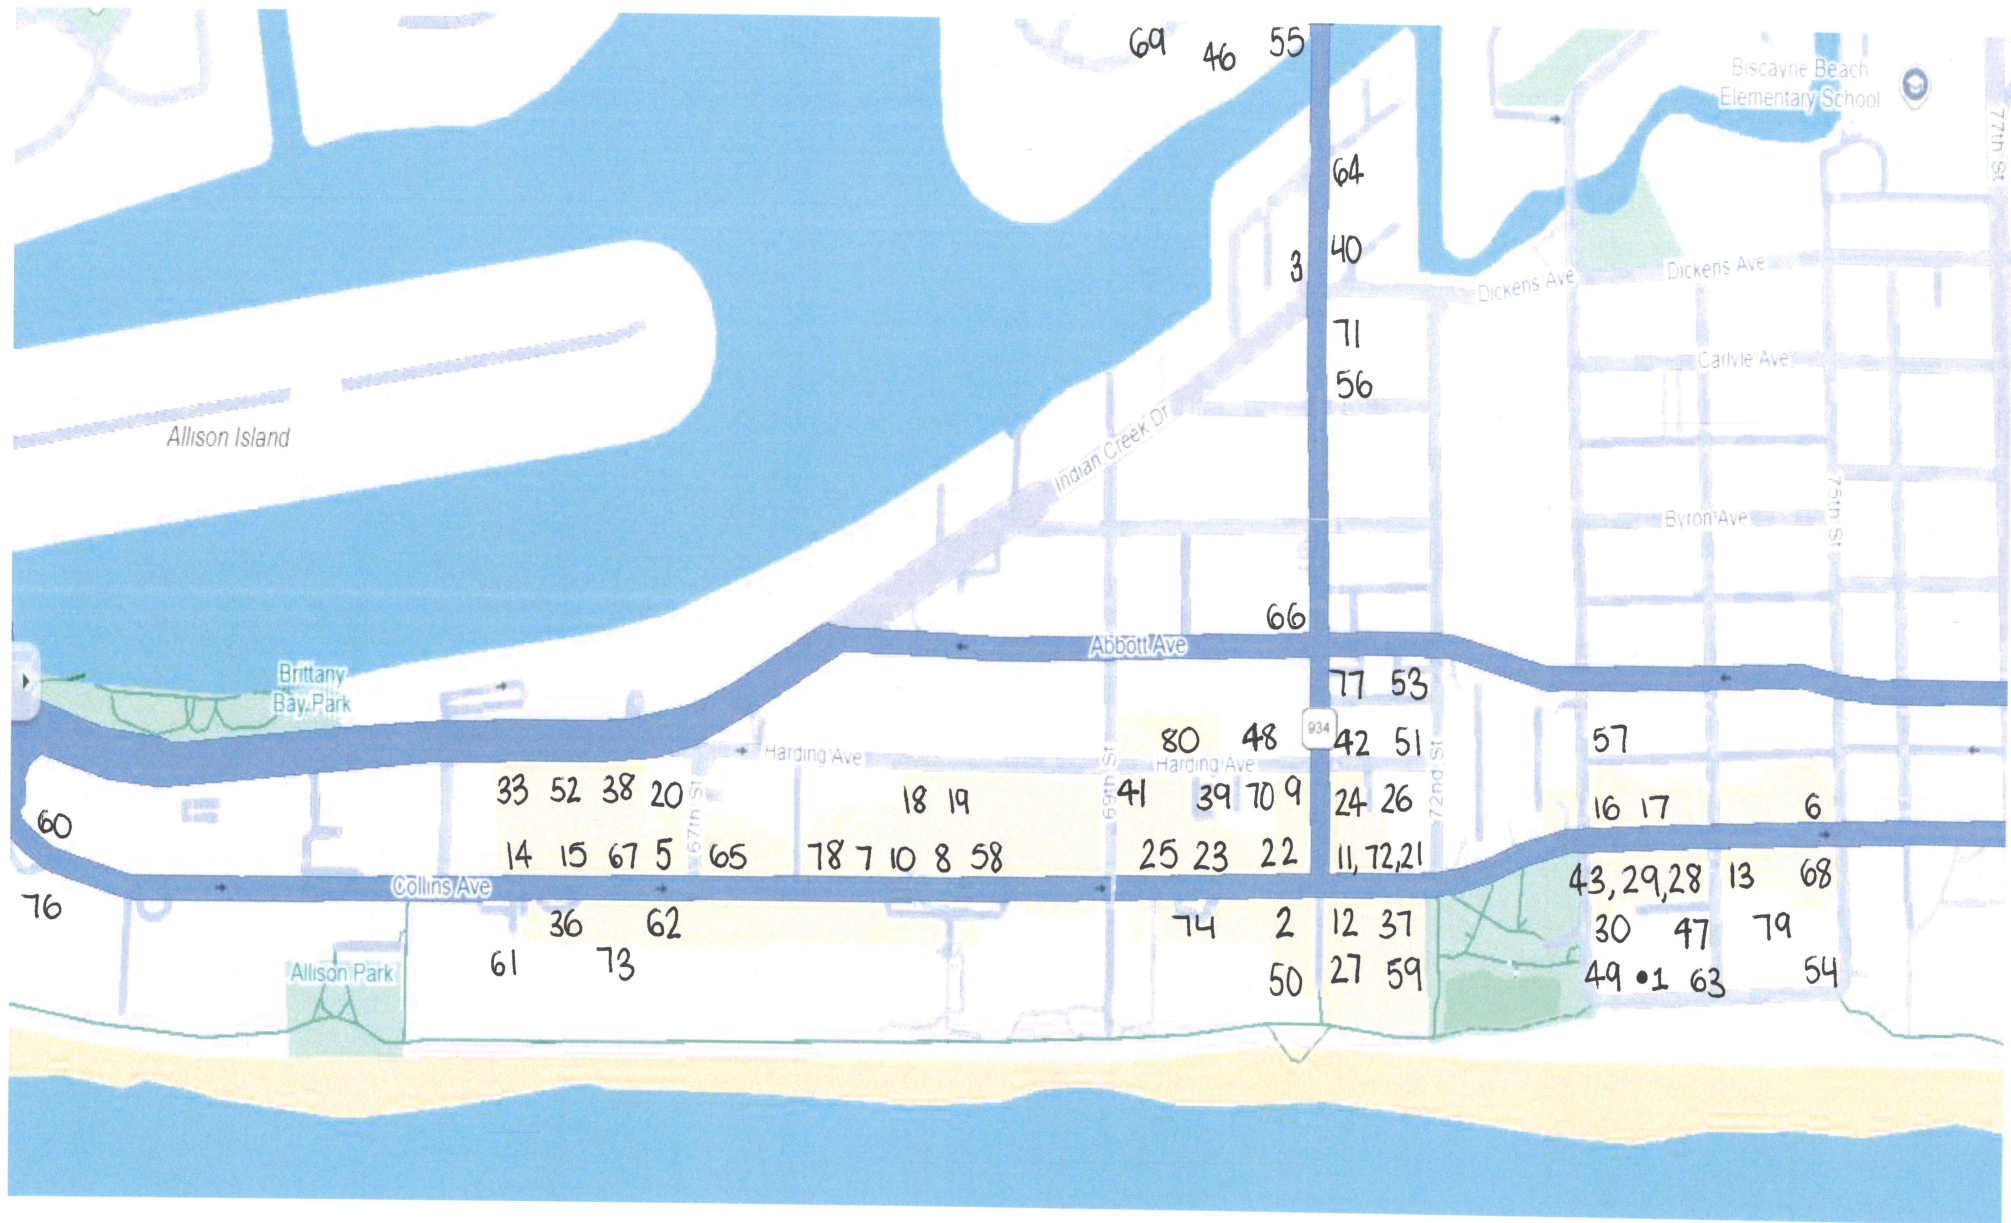 69 46 55
Biscayne Beach
Elementary School
77th St
64
3 40
Dickens Ave
Dickens Ave
71
Carlyle Ave
56
Allison Island
Indian Creek Dr
75th St
Byron Ave
66
Abbott Ave
Brittany
Bay Park
77 53
934
80 48 42 51 57
Harding Ave
Harding Ave
69th St
72nd St
67th St
33 52 38 20 18 19 41 39 70 9 24 26 16 17 6
60
14 15 67 5 65 78 7 10 8 58 25 23 22 11,72,21
43,29,28 13 68
Collins Ave
76
36 62 74 2 12 37 30 47 79
61 73
Allison Park
50 27 59 49 •1 63 54